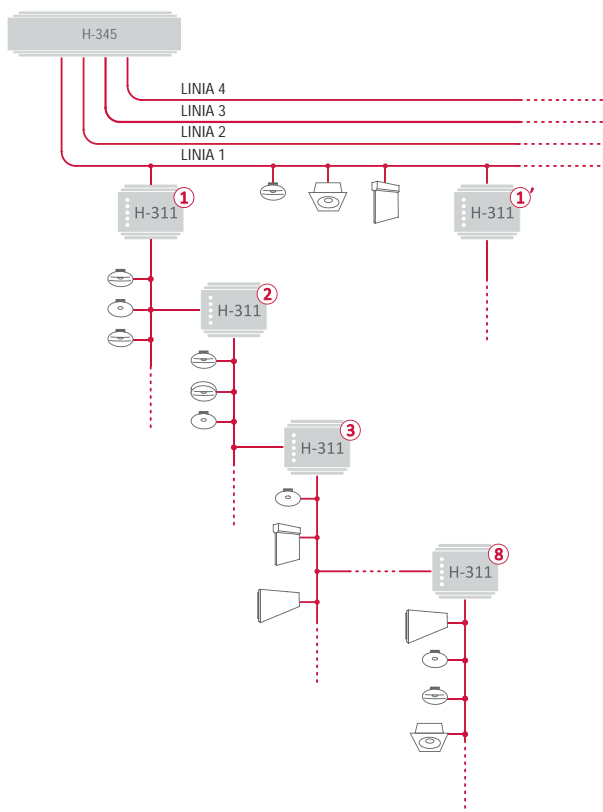 H-345
LINIA 4
LINIA 3
LINIA 2
LINIA 1
H-311 1
H-311 1'
H-311 2
H-311 3
H-311 8